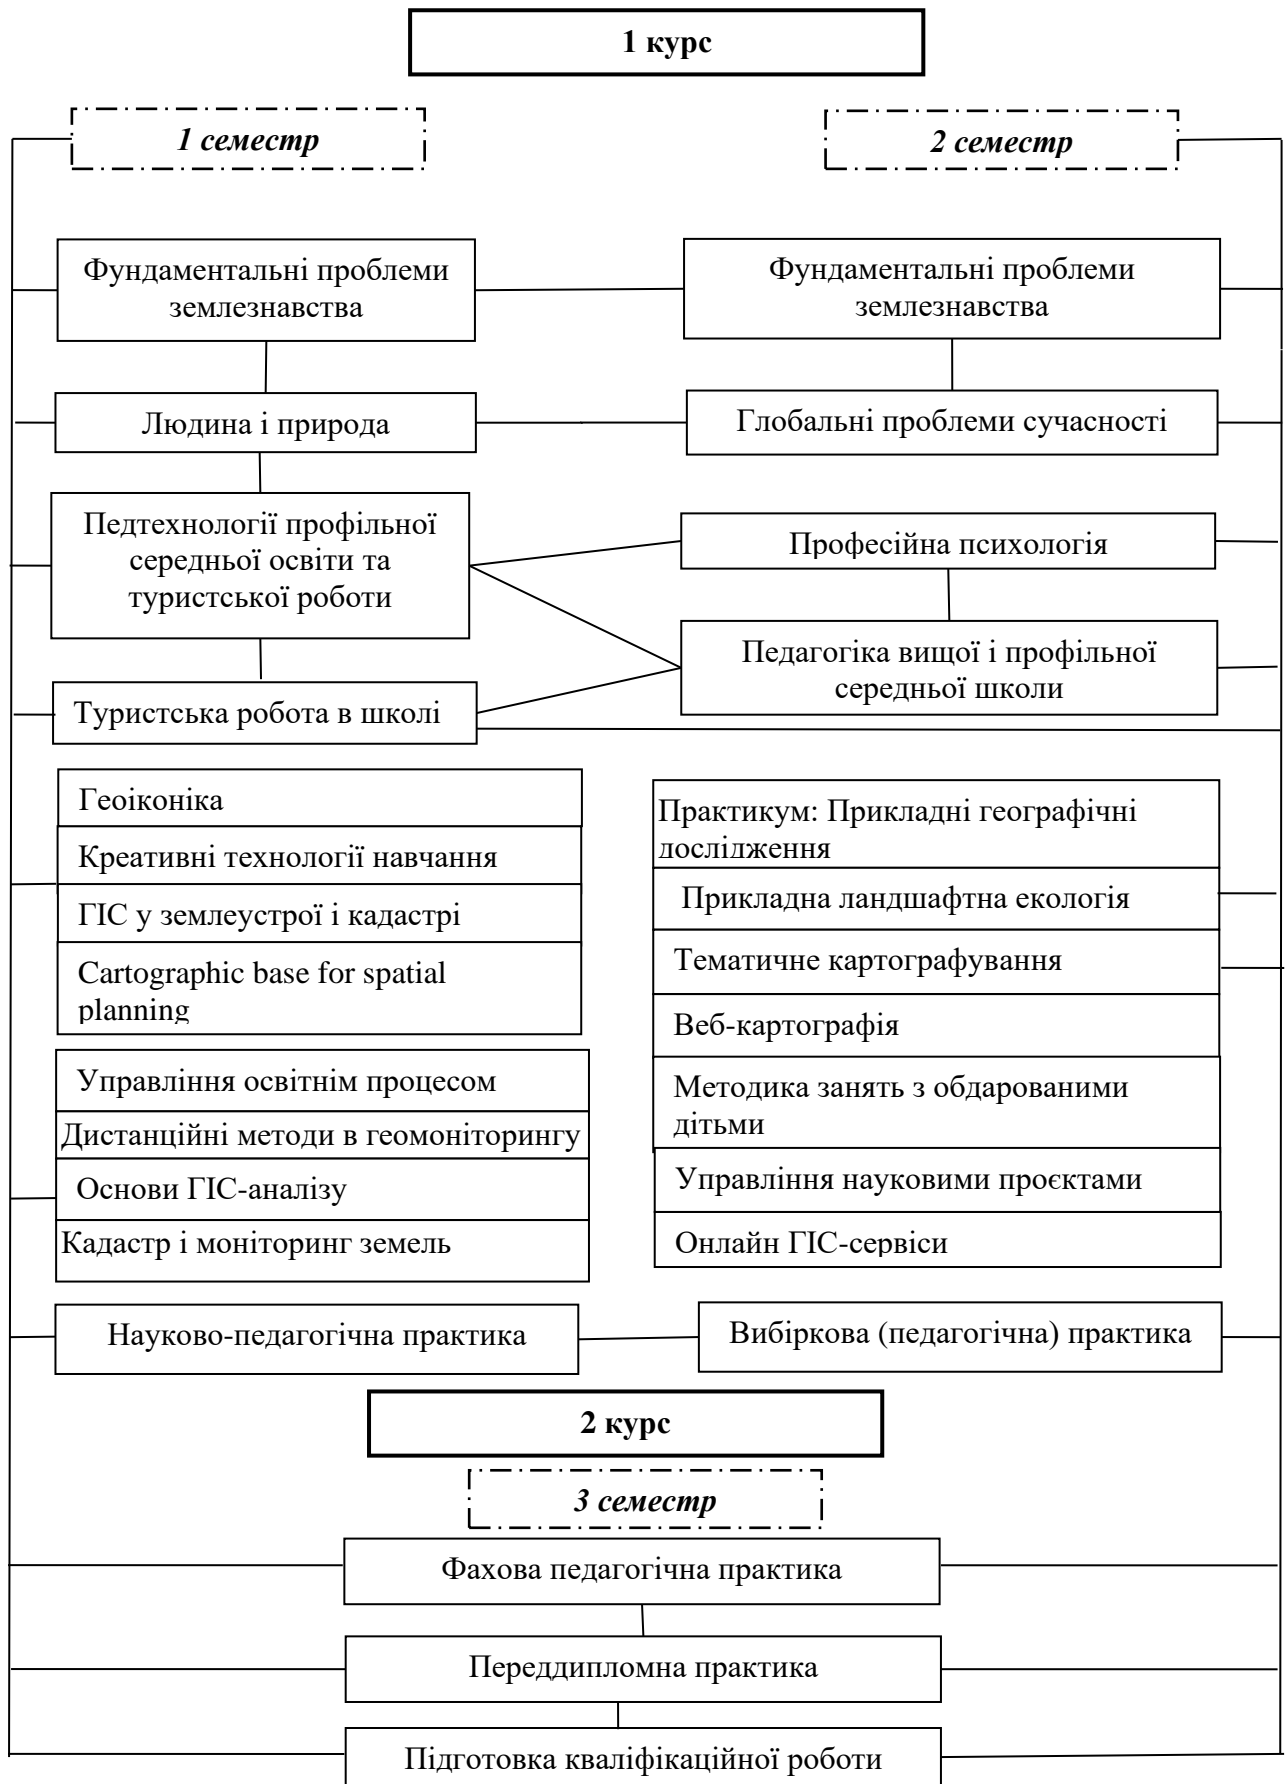 1 курс
1 семестр
2 семестр
Фундаментальні проблеми
землезнавства
Фундаментальні проблеми
землезнавства
Людина і природа
Глобальні проблеми сучасності
Педтехнології профільної
середньої освіти та
туристської роботи
Професійна психологія
Педагогіка вищої і профільної
середньої школи
Туристська робота в школі
Геоіконіка
Креативні технології навчання
ГІС у землеустрої і кадастрі
Cartographic base for spatial
planning
Практикум: Прикладні географічні
дослідження
Прикладна ландшафтна екологія
Тематичне картографування
Веб-картографія
Методика занять з обдарованими
дітьми
Управління науковими проєктами
Онлайн ГІС-сервіси
Управління освітнім процесом
Дистанційні методи в геомоніторингу
Основи ГІС-аналізу
Кадастр і моніторинг земель
Науково-педагогічна практика
Вибіркова (педагогічна) практика
2 курс
3 семестр
Фахова педагогічна практика
Переддипломна практика
Підготовка кваліфікаційної роботи